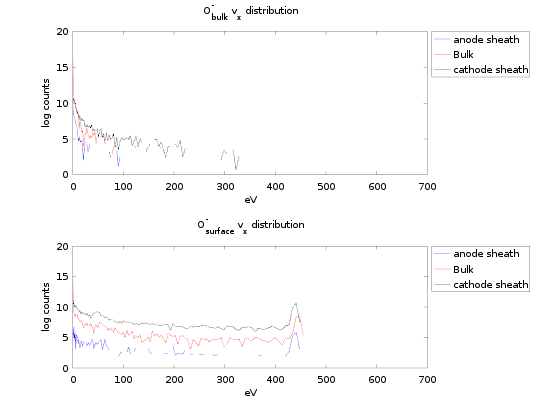 O⁻bulk vx distribution
20
15
10
5
0
log counts
0 100 200 300 400 500 600 700
eV
anode sheath
Bulk
cathode sheath
O⁻surface vx distribution
20
15
10
5
0
log counts
0 100 200 300 400 500 600 700
eV
anode sheath
Bulk
cathode sheath